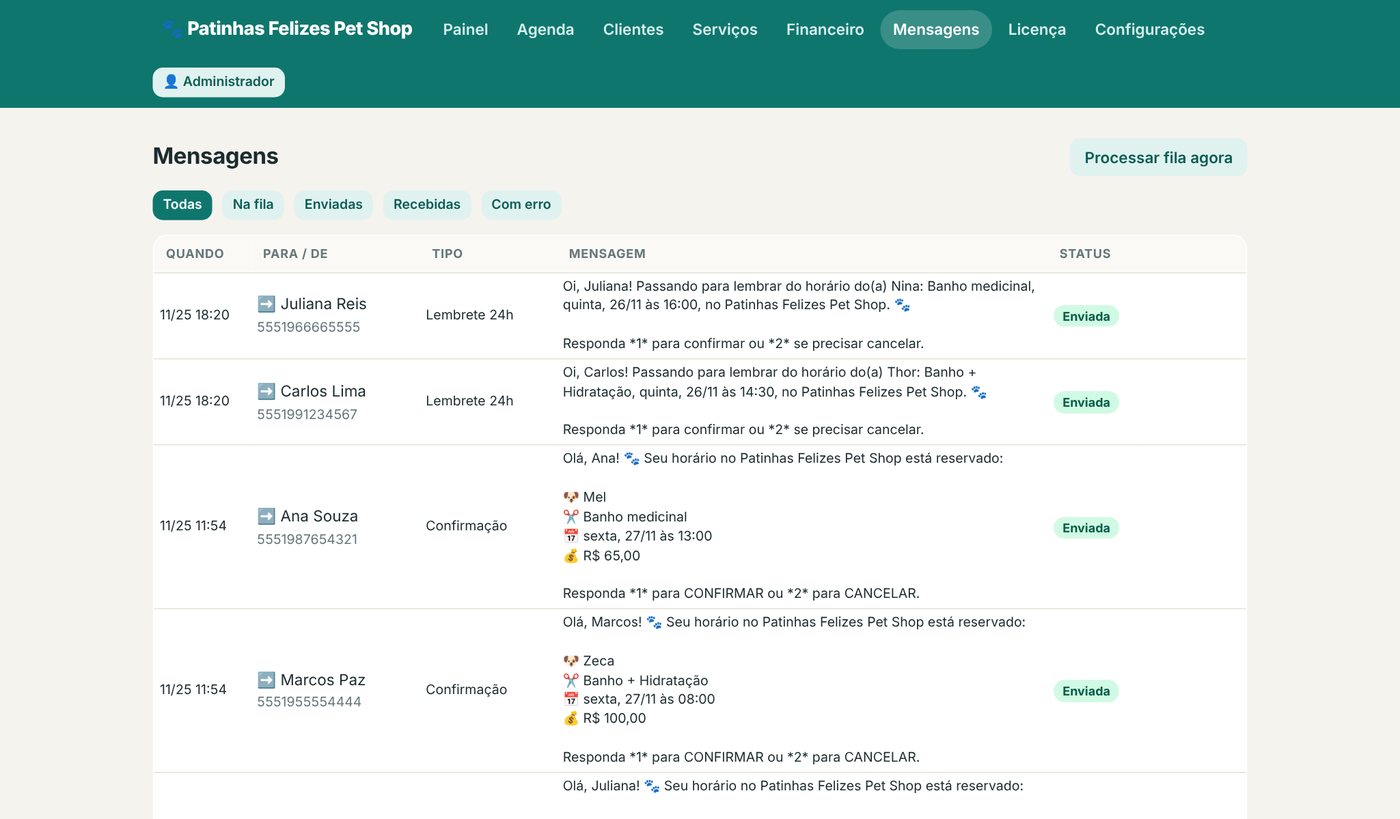 🐾 Patinhas Felizes Pet Shop Painel Agenda Clientes Serviços Financeiro Mensagens Licença Configurações
👤 Administrador
Mensagens
Processar fila agora
Todas Na fila Enviadas Recebidas Com erro
QUANDO PARA / DE TIPO MENSAGEM STATUS
11/25 18:20
➡️ Juliana Reis
5551966665555
Lembrete 24h
Oi, Juliana! Passando para lembrar do horário do(a) Nina: Banho medicinal,
quinta, 26/11 às 16:00, no Patinhas Felizes Pet Shop. 🐾
Responda *1* para confirmar ou *2* se precisar cancelar.
Enviada
11/25 18:20
➡️ Carlos Lima
5551991234567
Lembrete 24h
Oi, Carlos! Passando para lembrar do horário do(a) Thor: Banho +
Hidratação, quinta, 26/11 às 14:30, no Patinhas Felizes Pet Shop. 🐾
Responda *1* para confirmar ou *2* se precisar cancelar.
Enviada
11/25 11:54
➡️ Ana Souza
5551987654321
Confirmação
Olá, Ana! 🐾 Seu horário no Patinhas Felizes Pet Shop está reservado:
🐶 Mel
✂️ Banho medicinal
📅 sexta, 27/11 às 13:00
💰 R$ 65,00
Responda *1* para CONFIRMAR ou *2* para CANCELAR.
Enviada
11/25 11:54
➡️ Marcos Paz
5551955554444
Confirmação
Olá, Marcos! 🐾 Seu horário no Patinhas Felizes Pet Shop está reservado:
🐶 Zeca
✂️ Banho + Hidratação
📅 sexta, 27/11 às 08:00
💰 R$ 100,00
Responda *1* para CONFIRMAR ou *2* para CANCELAR.
Enviada
Olá, Juliana! 🐾 Seu horário no Patinhas Felizes Pet Shop está reservado: